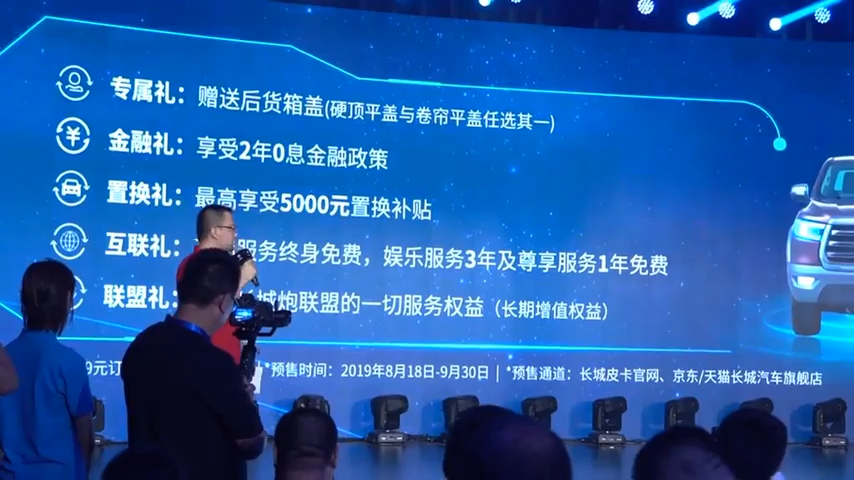 专属礼：赠送后货箱盖(硬顶平盖与卷帘平盖任选其一)
金融礼：享受2年0息金融政策
置换礼：最高享受5000元置换补贴
互联礼：服务终身免费，娱乐服务3年及尊享服务1年免费
联盟礼：城炮联盟的一切服务权益（长期增值权益）
9元订 *预售时间：2019年8月18日-9月30日 | *预售通道：长城皮卡官网、京东/天猫长城汽车旗舰店